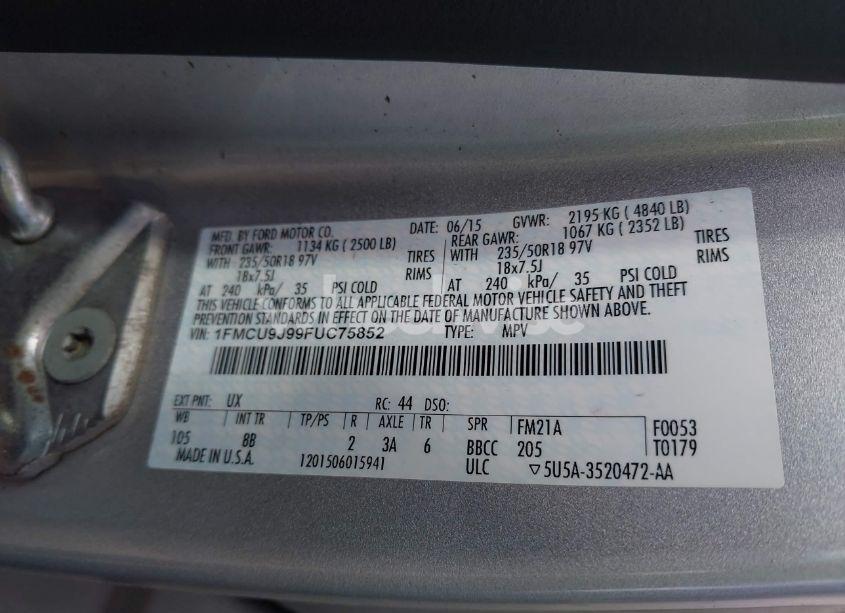 MFD. BY FORD MOTOR CO. DATE: 06/15 GVWR: 2195 KG ( 4840 LB)
FRONT GAWR: 1134 KG ( 2500 LB) REAR GAWR: 1067 KG ( 2352 LB)
WITH 235/50R18 97V TIRES WITH 235/50R18 97V TIRES
18x7.5J RIMS 18x7.5J RIMS
AT 240 kPa/ 35 PSI COLD AT 240 kPa/ 35 PSI COLD
THIS VEHICLE CONFORMS TO ALL APPLICABLE FEDERAL MOTOR VEHICLE SAFETY AND THEFT
PREVENTION STANDARDS IN EFFECT ON THE DATE OF MANUFACTURE SHOWN ABOVE.
VIN: 1FMCU9J99FUC75852 TYPE: MPV
EXT PNT: UX RC: 44 DSO:
WB INT TR TP/PS R AXLE TR SPR FM21A F0053
105 8B 2 3A 6 BBCC 205 T0179
MADE IN U.S.A. 1201506015941 ULC ▽5U5A-3520472-AA